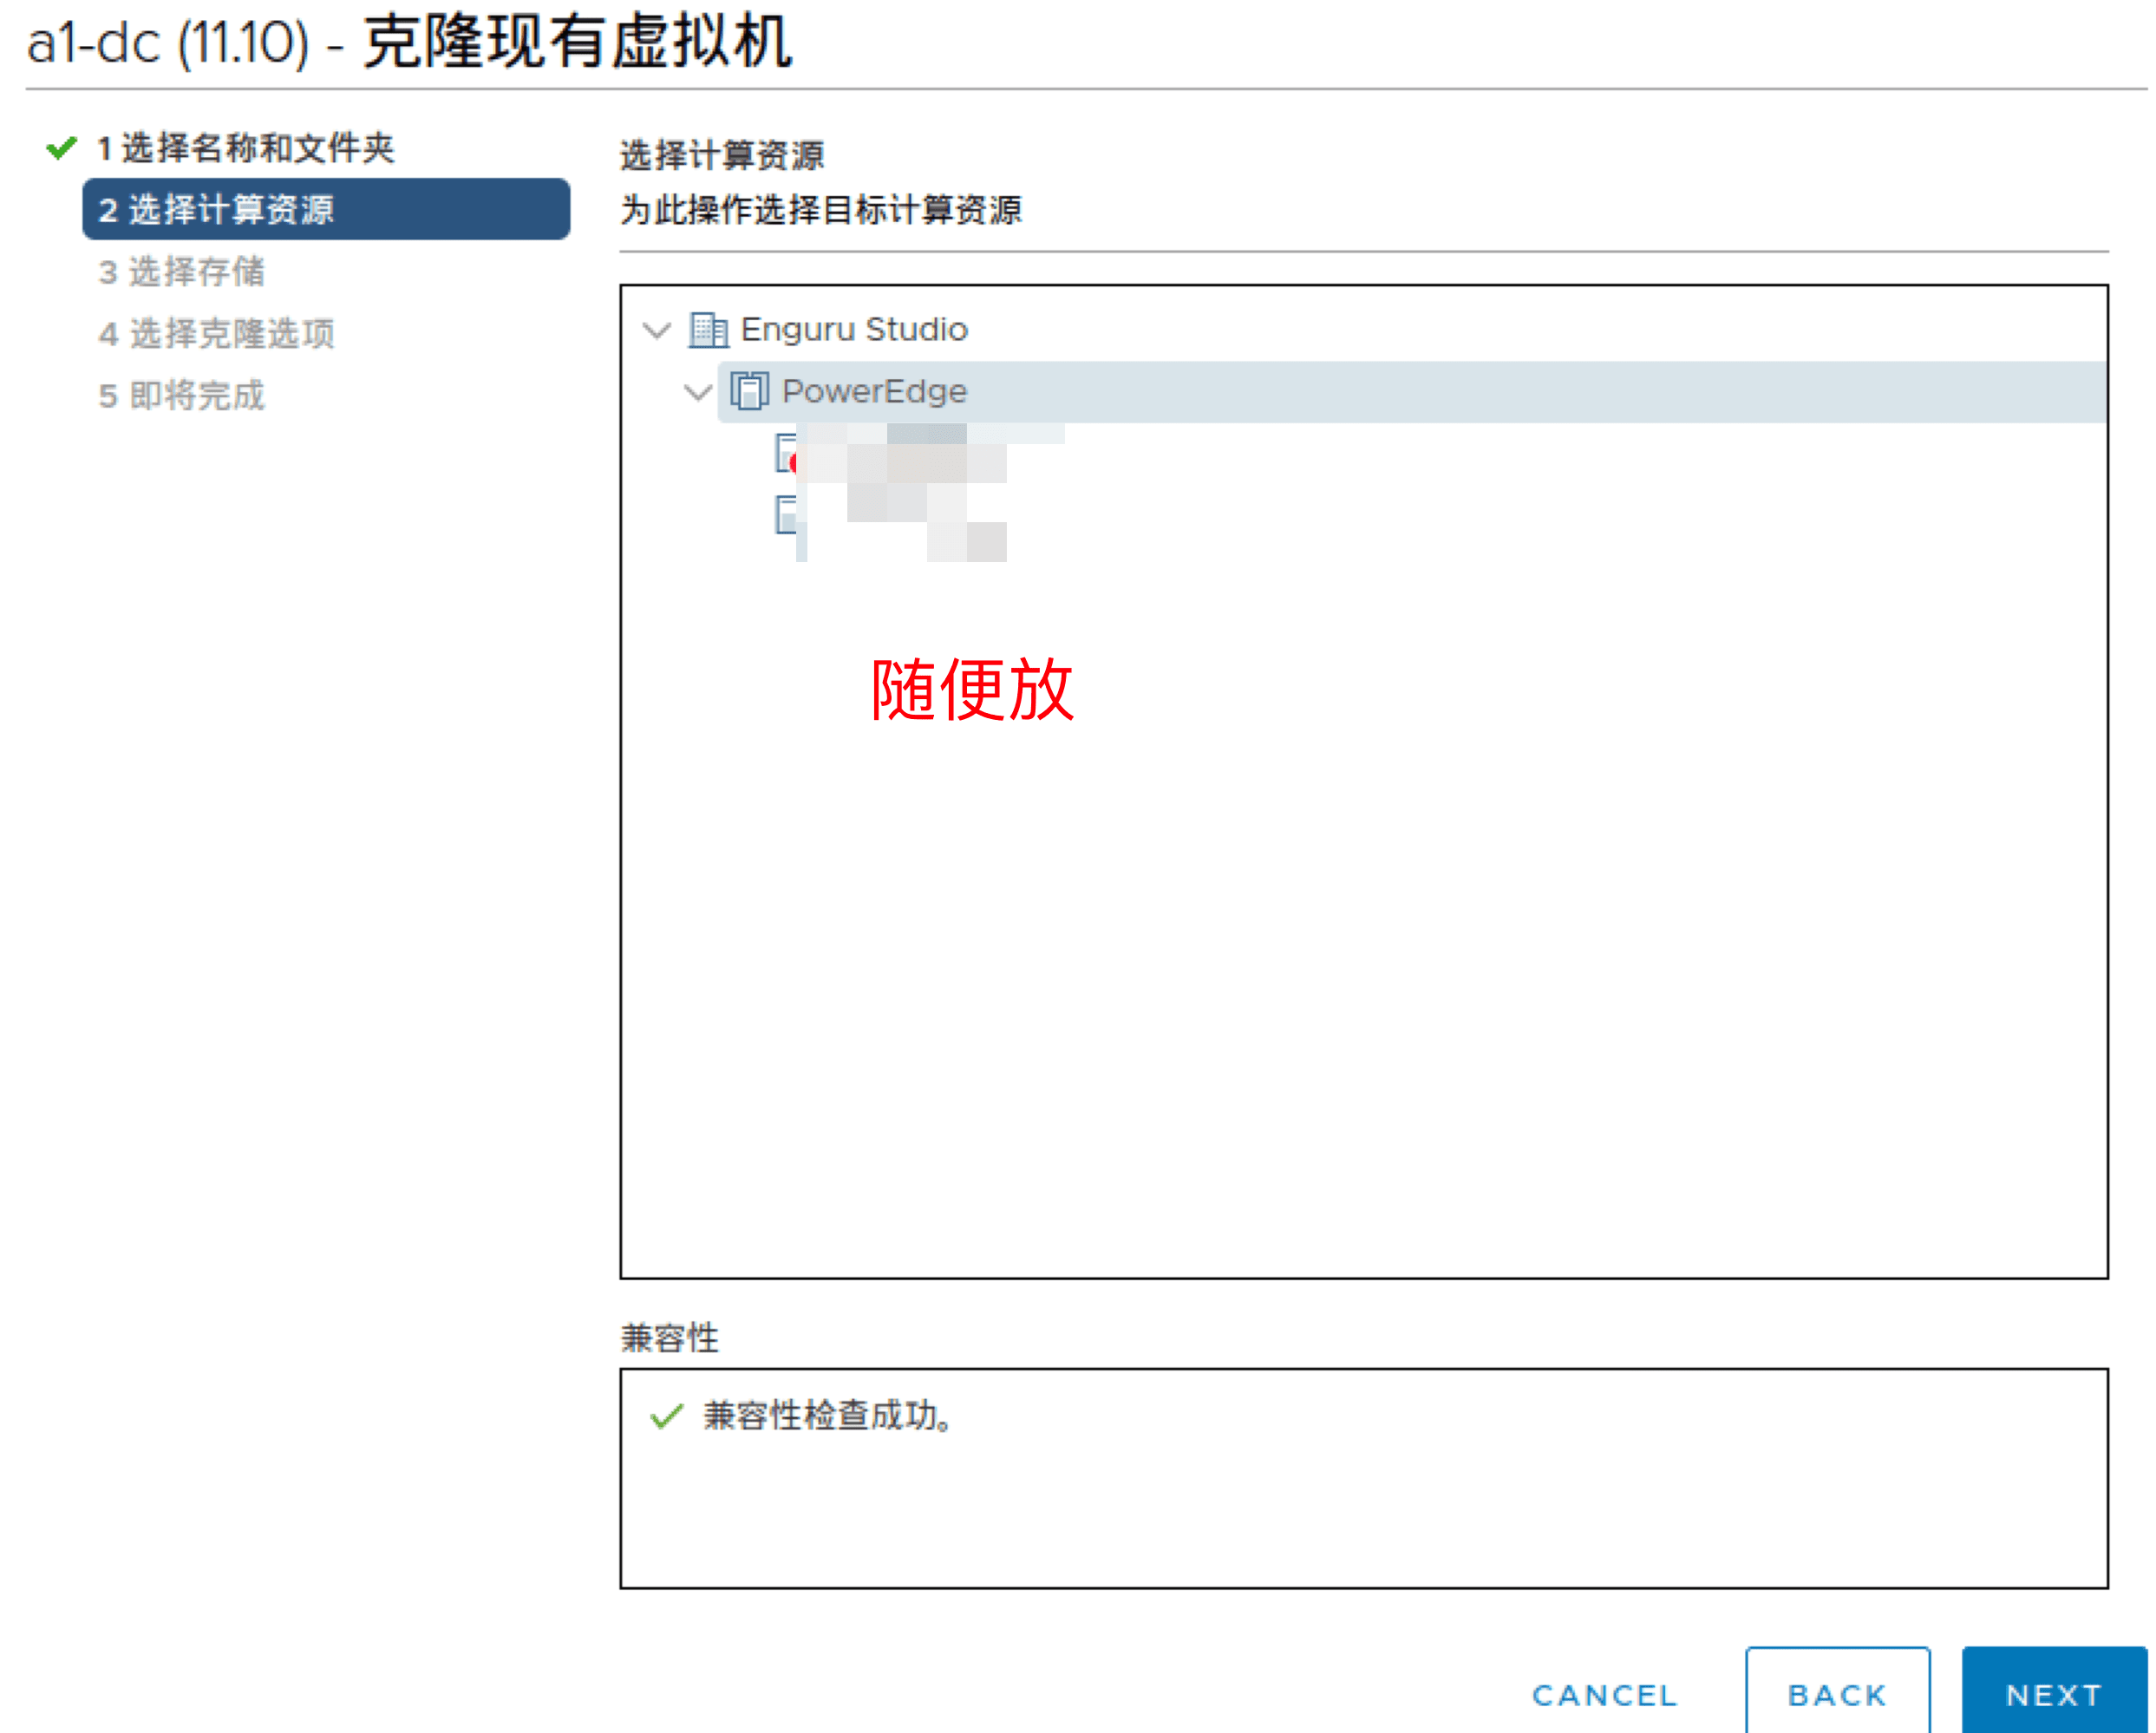 a1-dc (11.10) - 克隆现有虚拟机
1 选择名称和文件夹
2 选择计算资源
3 选择存储
4 选择克隆选项
5 即将完成
选择计算资源
为此操作选择目标计算资源
Enguru Studio
PowerEdge
随便放
兼容性
兼容性检查成功。
CANCEL
BACK
NEXT